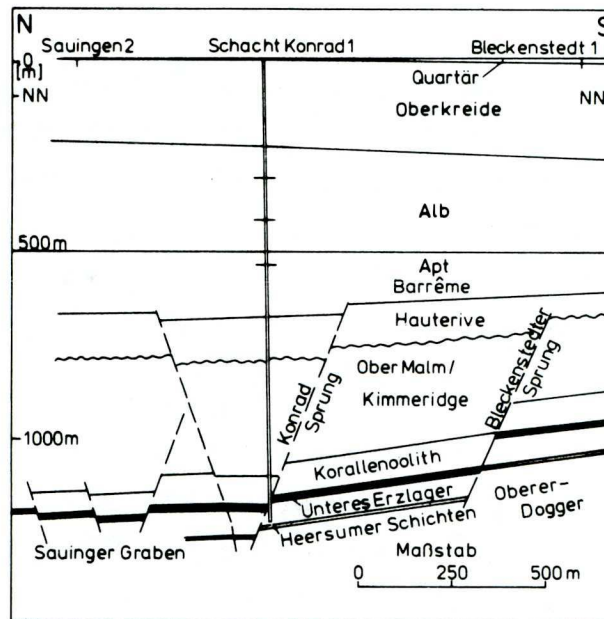 N
S
Sauingen 2
Schacht Konrad 1
Bleckenstedt 1
0
[m]
NN
Quartär
NN
Oberkreide
Alb
500m
Apt
Barrême
Hauterive
Ober Malm/
Kimmeridge
Konrad
Sprung
Bleckenstedter
Sprung
1000m
Korallenoolith
Unteres Erzlager
Heersumer Schichten
Oberer-
Dogger
Sauinger Graben
Maßstab
0 250 500 m